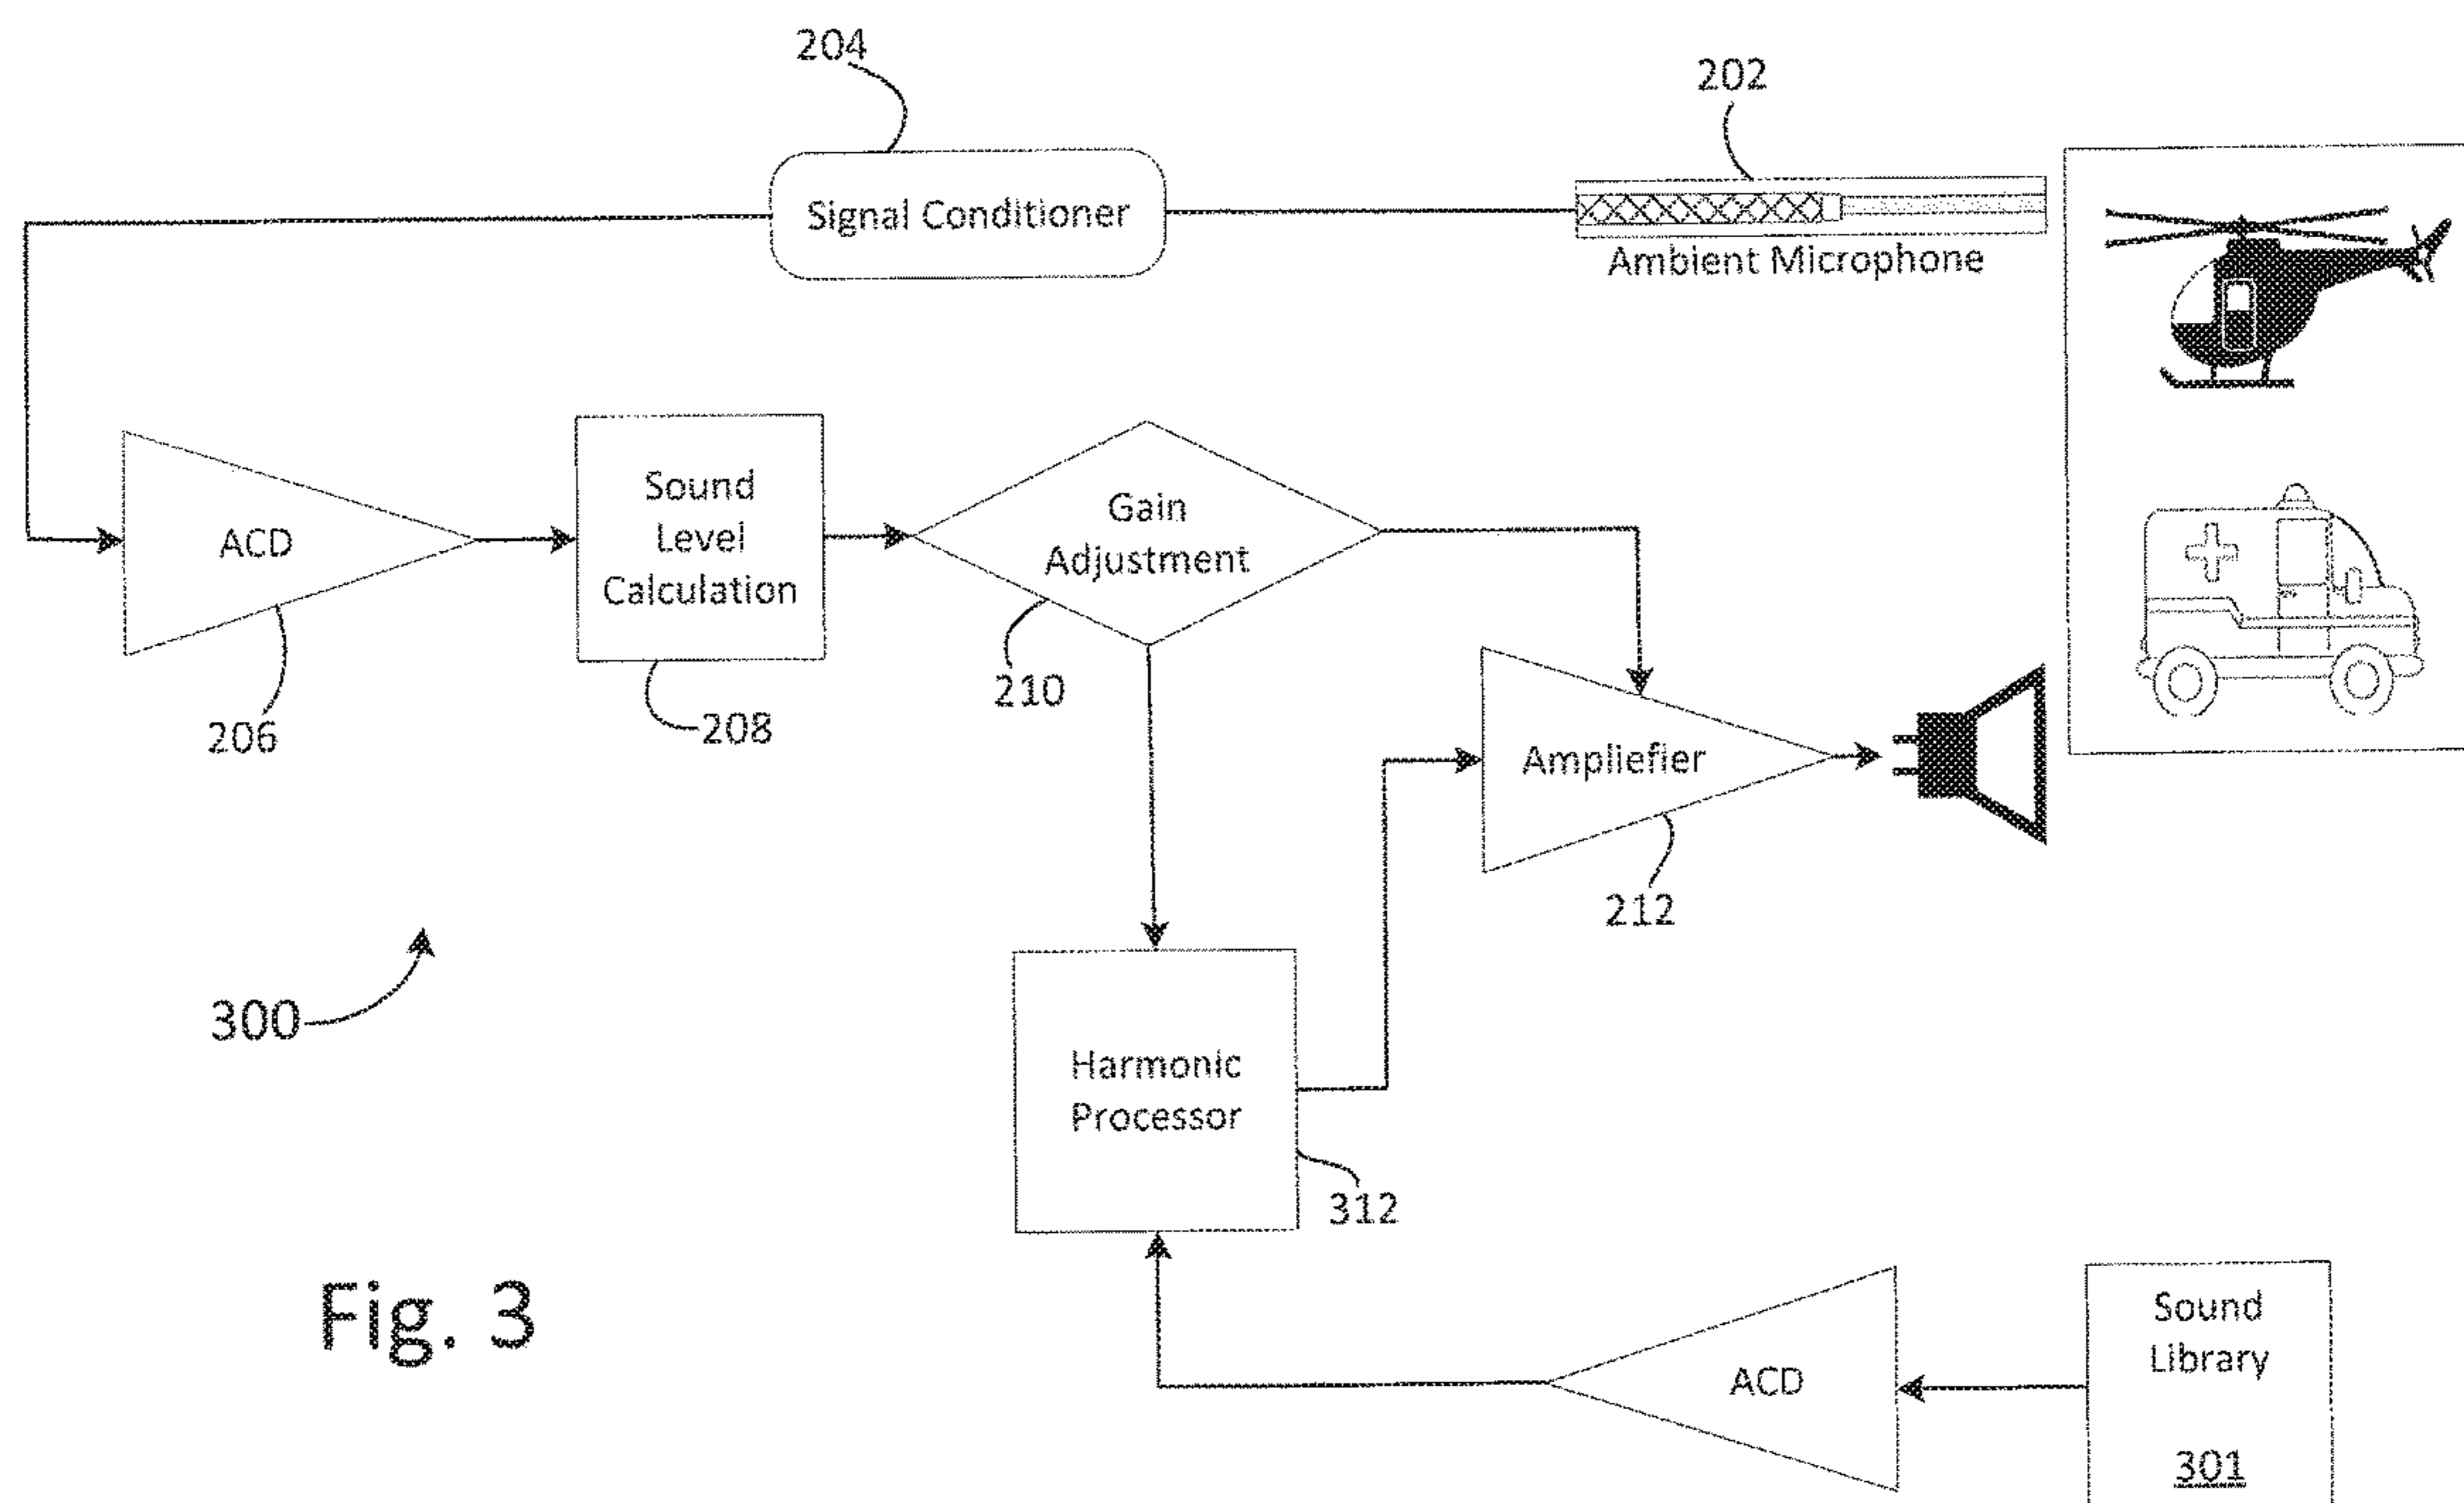 204
202
Signal Conditioner
Ambient Microphone
ACD
206
Sound
Level
Calculation
208
Gain
Adjustment
210
Ampliefier
212
300
Harmonic
Processor
312
Fig. 3
ACD
Sound
Library
301